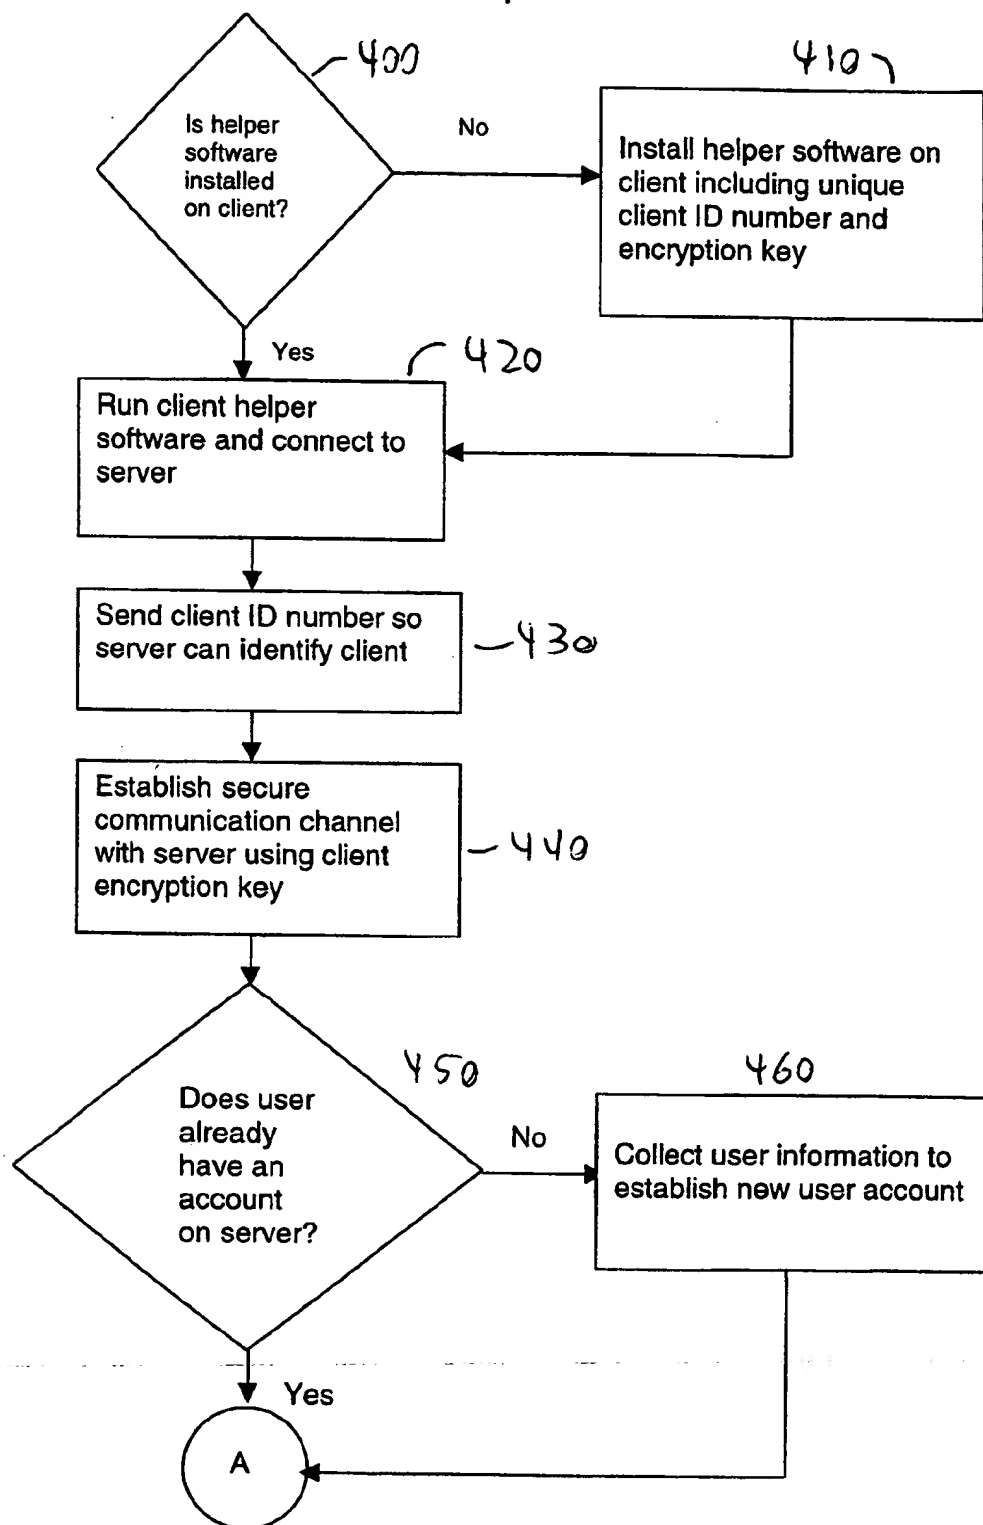 400
410
Is helper
software
installed
on client?
No
Install helper software on
client including unique
client ID number and
encryption key
Yes
420
Run client helper
software and connect to
server
Send client ID number so
server can identify client
430
Establish secure
communication channel
with server using client
encryption key
440
450
460
Does user
already
have an
account
on server?
No
Collect user information to
establish new user account
Yes
A